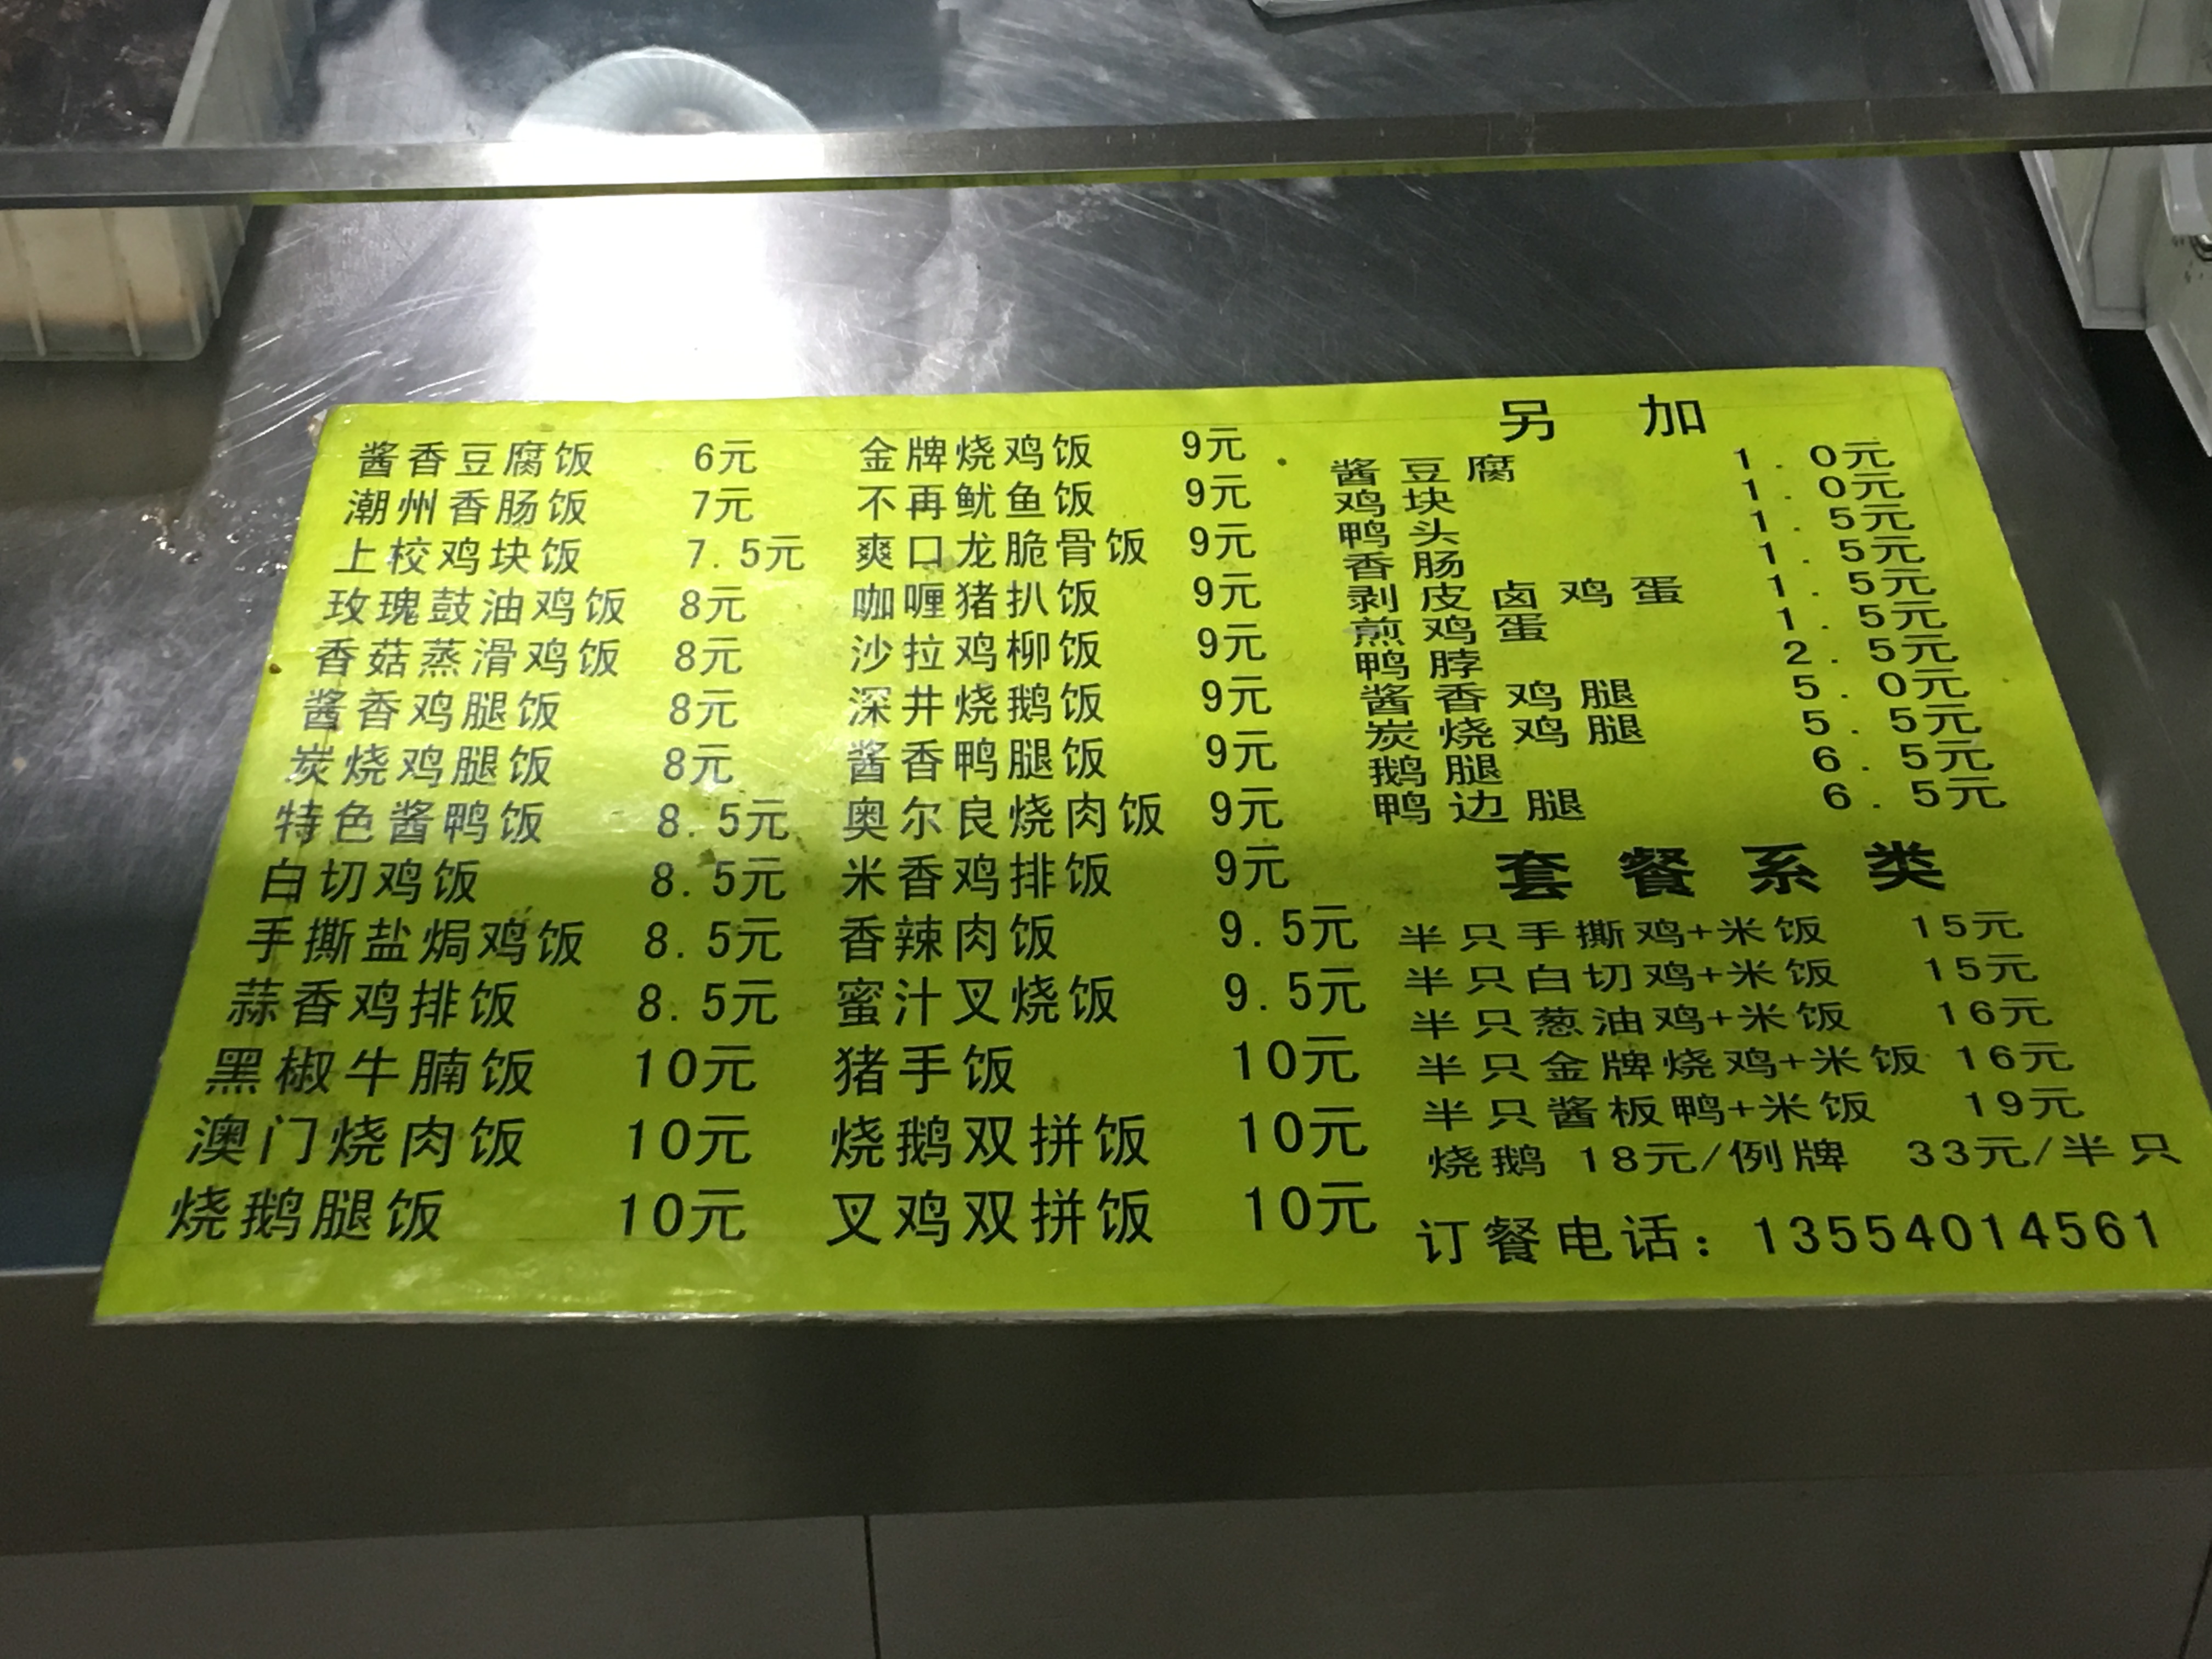 酱香豆腐饭 6元
潮州香肠饭 7元
上校鸡块饭 7.5元
玫瑰鼓油鸡饭 8元
香菇蒸滑鸡饭 8元
酱香鸡腿饭 8元
炭烧鸡腿饭 8元
特色酱鸭饭 8.5元
白切鸡饭 8.5元
手撕盐焗鸡饭 8.5元
蒜香鸡排饭 8.5元
黑椒牛腩饭 10元
澳门烧肉饭 10元
烧鹅腿饭 10元
金牌烧鸡饭 9元
不再鱿鱼饭 9元
爽口龙脆骨饭 9元
咖喱猪扒饭 9元
沙拉鸡柳饭 9元
深井烧鹅饭 9元
酱香鸭腿饭 9元
奥尔良烧肉饭 9元
米香鸡排饭 9元
香辣肉饭 9.5元
蜜汁叉烧饭 9.5元
猪手饭 10元
烧鹅双拼饭 10元
叉鸡双拼饭 10元
另加
酱豆腐 1.0元
鸡块 1.0元
鸭头 1.5元
香肠 1.5元
剥皮卤鸡蛋 1.5元
煎鸡蛋 1.5元
鸭脖 2.5元
酱香鸡腿 5.0元
炭烧鸡腿 5.5元
鹅腿 6.5元
鸭边腿 6.5元
套餐系类
半只手撕鸡+米饭 15元
半只白切鸡+米饭 15元
半只葱油鸡+米饭 16元
半只金牌烧鸡+米饭 16元
半只酱板鸭+米饭 19元
烧鹅 18元/例牌 33元/半只
订餐电话：13554014561